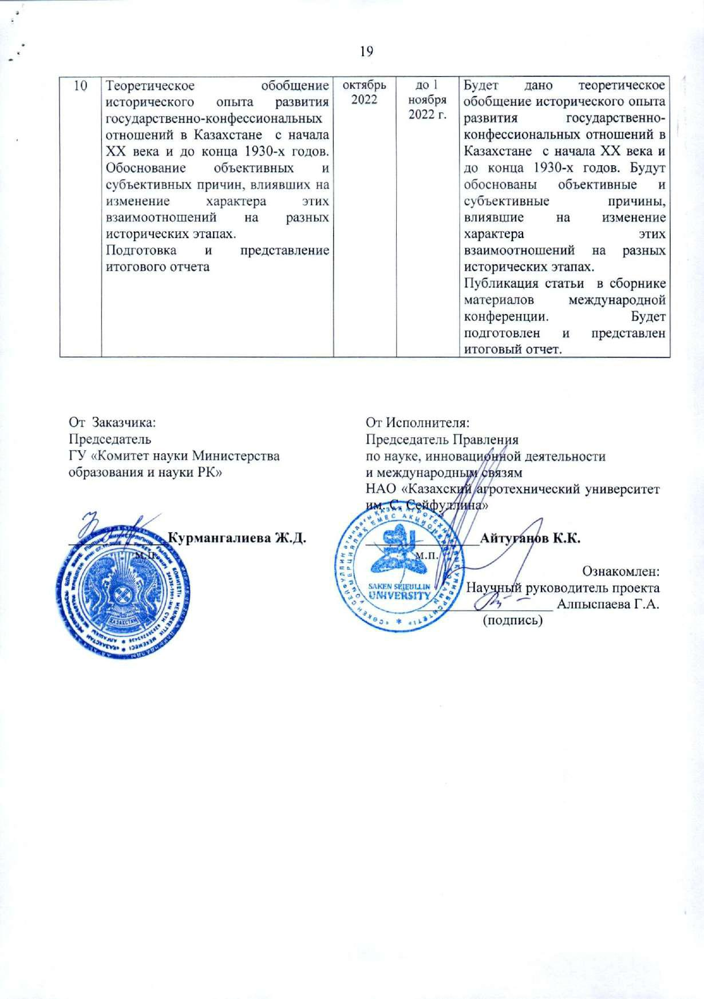 19
10
Теоретическое обобщение
исторического опыта развития
государственно-конфессиональных
отношений в Казахстане с начала
XX века и до конца 1930-х годов.
Обоснование объективных и
субъективных причин, влиявших на
изменение характера этих
взаимоотношений на разных
исторических этапах.
Подготовка и представление
итогового отчета
октябрь
2022
до 1
ноября
2022 г.
Будет дано теоретическое
обобщение исторического опыта
развития государственно-
конфессиональных отношений в
Казахстане с начала XX века и
до конца 1930-х годов. Будут
обоснованы объективные и
субъективные причины,
влиявшие на изменение
характера этих
взаимоотношений на разных
исторических этапах.
Публикация статьи в сборнике
материалов международной
конференции. Будет
подготовлен и представлен
итоговый отчет.
От Заказчика:
Председатель
ГУ «Комитет науки Министерства
образования и науки РК»
Курмангалиева Ж.Д.
м.п.
ҚАЗАҚСТАН
От Исполнителя:
Председатель Правления
по науке, инновационной деятельности
и международным связям
НАО «Казахский агротехнический университет
им. С. Сейфуллина»
Айтуганов К.К.
м.п.
SAKEN SEIFULLIN
UNIVERSITY
Ознакомлен:
Научный руководитель проекта
Алпыспаева Г.А.
(подпись)